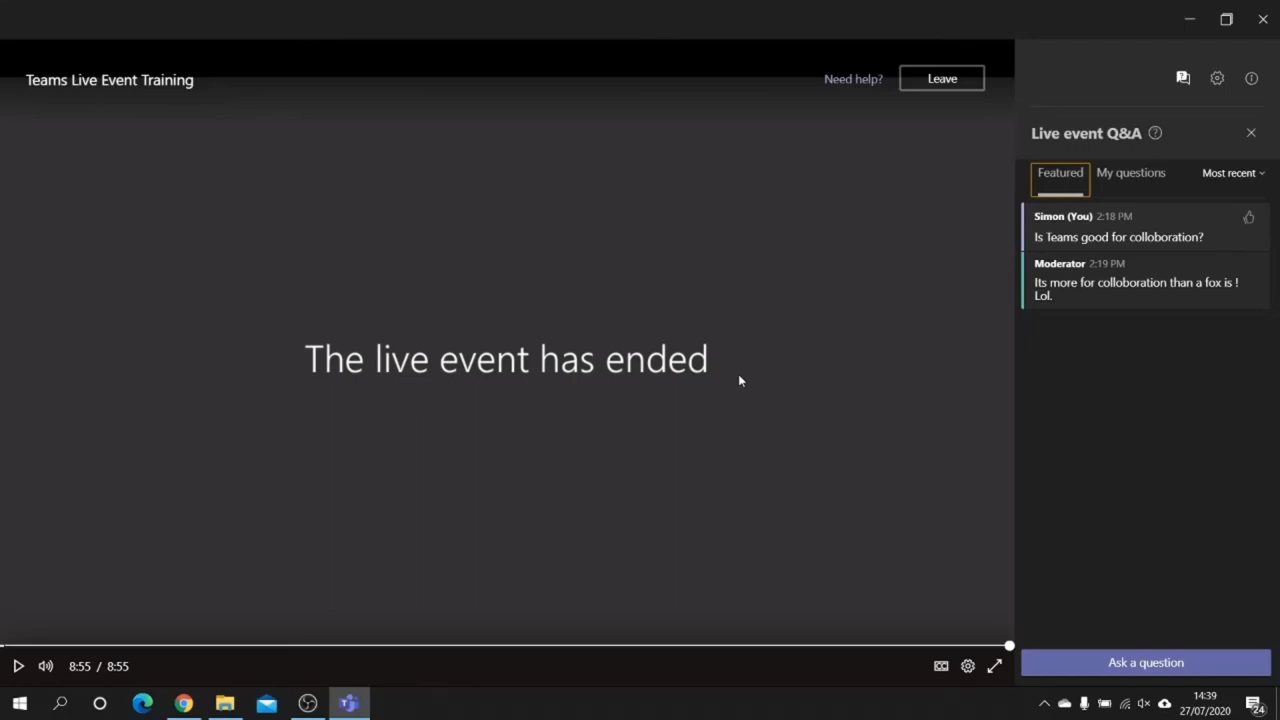 Teams Live Event Training
Need help?
Leave
Live event Q&A
Featured
My questions
Most recent
Simon (You) 2:18 PM
Is Teams good for colloboration?
Moderator 2:19 PM
Its more for colloboration than a fox is !
Lol.
The live event has ended
8:55 / 8:55
Ask a question
14:39
27/07/2020
24